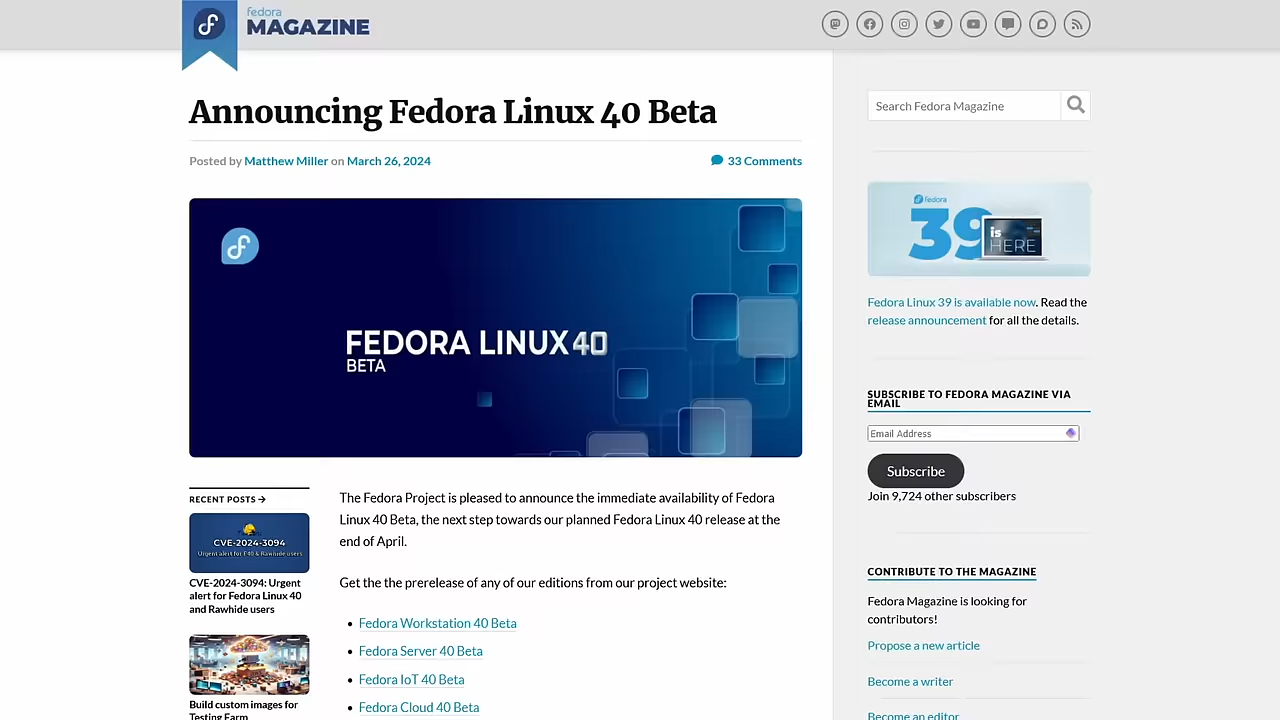 fedora
MAGAZINE
Announcing Fedora Linux 40 Beta
Posted by Matthew Miller on March 26, 2024
33 Comments
FEDORA LINUX 40
BETA
RECENT POSTS →
CVE-2024-3094
Urgent alert for F40 & Rawhide users
CVE-2024-3094: Urgent
alert for Fedora Linux 40
and Rawhide users
Build custom images for
Testing Farm
The Fedora Project is pleased to announce the immediate availability of Fedora
Linux 40 Beta, the next step towards our planned Fedora Linux 40 release at the
end of April.
Get the the prerelease of any of our editions from our project website:
• Fedora Workstation 40 Beta
• Fedora Server 40 Beta
• Fedora IoT 40 Beta
• Fedora Cloud 40 Beta
Search Fedora Magazine
fedora
39
is
HERE
Fedora Linux 39 is available now. Read the
release announcement for all the details.
SUBSCRIBE TO FEDORA MAGAZINE VIA
EMAIL
Email Address
Subscribe
Join 9,724 other subscribers
CONTRIBUTE TO THE MAGAZINE
Fedora Magazine is looking for
contributors!
Propose a new article
Become a writer
Become an editor